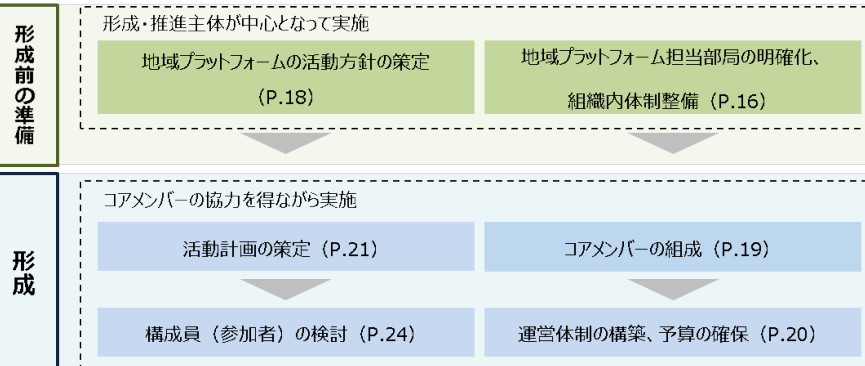 形成前の準備
形成・推進主体が中心となって実施
地域プラットフォームの活動方針の策定
（P.18）
地域プラットフォーム担当部局の明確化、
組織内体制整備（P.16）
形成
コアメンバーの協力を得ながら実施
活動計画の策定（P.21）
コアメンバーの組成（P.19）
構成員（参加者）の検討（P.24）
運営体制の構築、予算の確保（P.20）